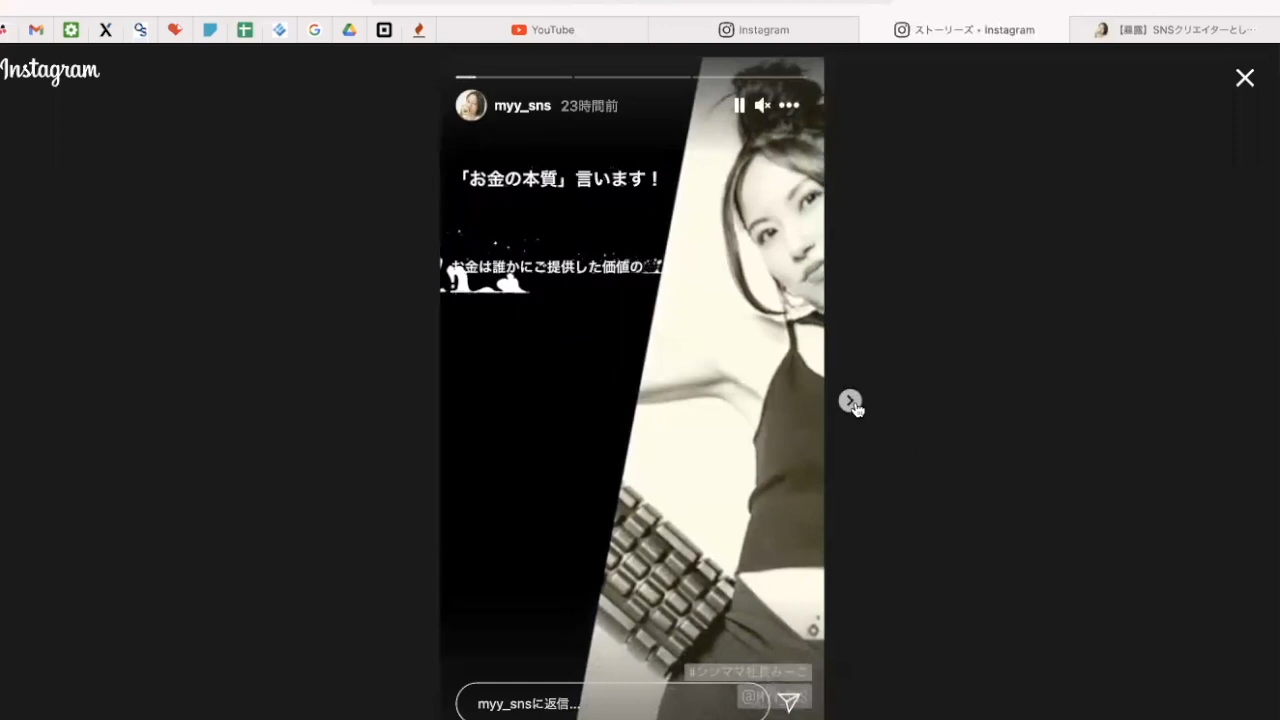 YouTube
Instagram
ストーリーズ • Instagram
【暴露】SNSクリエイターとし…
Instagram
myy_sns 23時間前
「お金の本質」言います！
お金は誰かにご提供した価値の
#シンママ社長みーこ
myy_snsに返信...